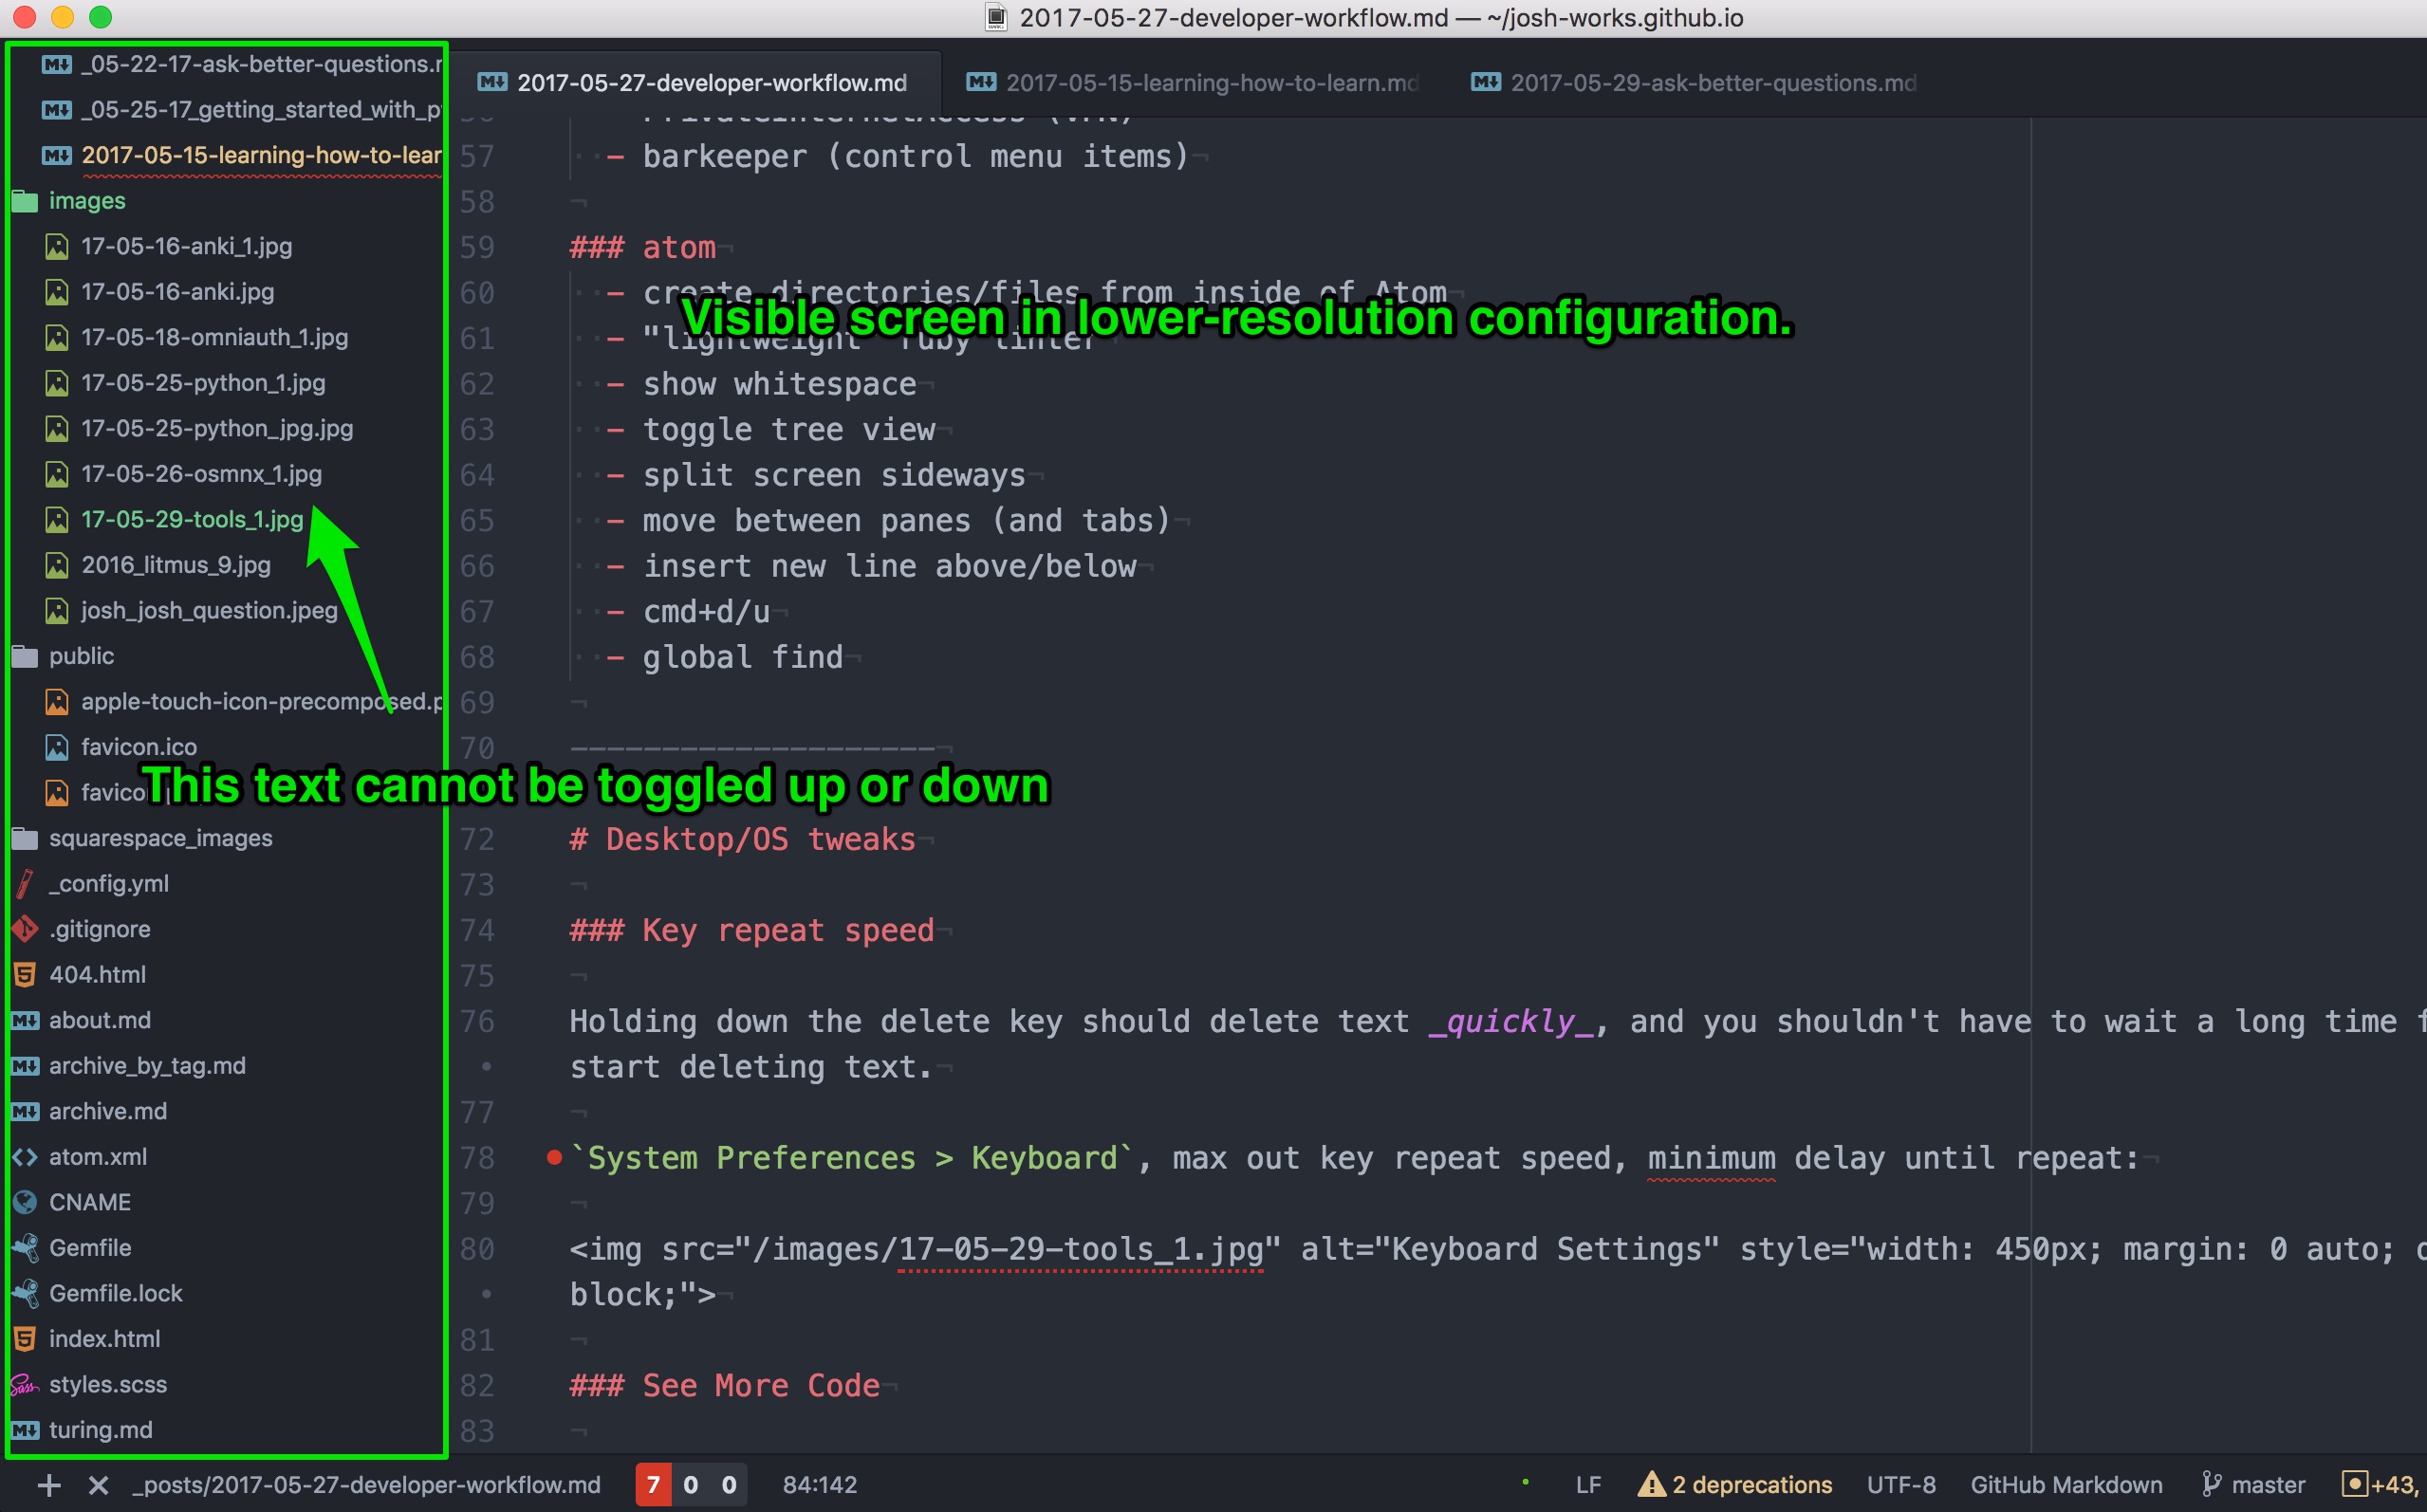 2017-05-27-developer-workflow.md — ~/josh-works.github.io
_05-22-17-ask-better-questions.
_05-25-17_getting_started_with_p
2017-05-15-learning-how-to-lear
images
17-05-16-anki_1.jpg
17-05-16-anki.jpg
17-05-18-omniauth_1.jpg
17-05-25-python_1.jpg
17-05-25-python_jpg.jpg
17-05-26-osmnx_1.jpg
17-05-29-tools_1.jpg
2016_litmus_9.jpg
josh_josh_question.jpeg
public
apple-touch-icon-precomposed.p
favicon.ico
favico
squarespace_images
_config.yml
.gitignore
404.html
about.md
archive_by_tag.md
archive.md
atom.xml
CNAME
Gemfile
Gemfile.lock
index.html
styles.scss
turing.md
2017-05-27-developer-workflow.md
2017-05-15-learning-how-to-learn.md
2017-05-29-ask-better-questions.md
56 PrivateInternetAccess (VPN)
57 - barkeeper (control menu items)¬
58 ¬
59 ### atom¬
60 - create directories/files from inside of Atom¬
Visible screen in lower-resolution configuration.
61 - "lightweight" ruby linter
62 - show whitespace¬
63 - toggle tree view¬
64 - split screen sideways¬
65 - move between panes (and tabs)¬
66 - insert new line above/below¬
67 - cmd+d/u¬
68 - global find¬
69 ¬
70 --------------------¬
This text cannot be toggled up or down
72 # Desktop/OS tweaks¬
73 ¬
74 ### Key repeat speed¬
75 ¬
76 Holding down the delete key should delete text _quickly_, and you shouldn't have to wait a long time f
• start deleting text.¬
77 ¬
78 `System Preferences > Keyboard`, max out key repeat speed, minimum delay until repeat:¬
79 ¬
80 <img src="/images/17-05-29-tools_1.jpg" alt="Keyboard Settings" style="width: 450px; margin: 0 auto;
• block;">¬
81 ¬
82 ### See More Code¬
83 ¬
+ × _posts/2017-05-27-developer-workflow.md 7 0 0 84:142 LF 2 deprecations UTF-8 GitHub Markdown master +43,